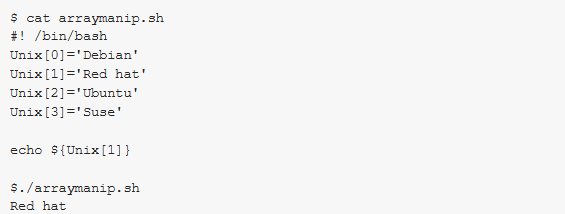 $ cat arraymanip.sh
#! /bin/bash
Unix[0]='Debian'
Unix[1]='Red hat'
Unix[2]='Ubuntu'
Unix[3]='Suse'
echo ${Unix[1]}
$./arraymanip.sh
Red hat